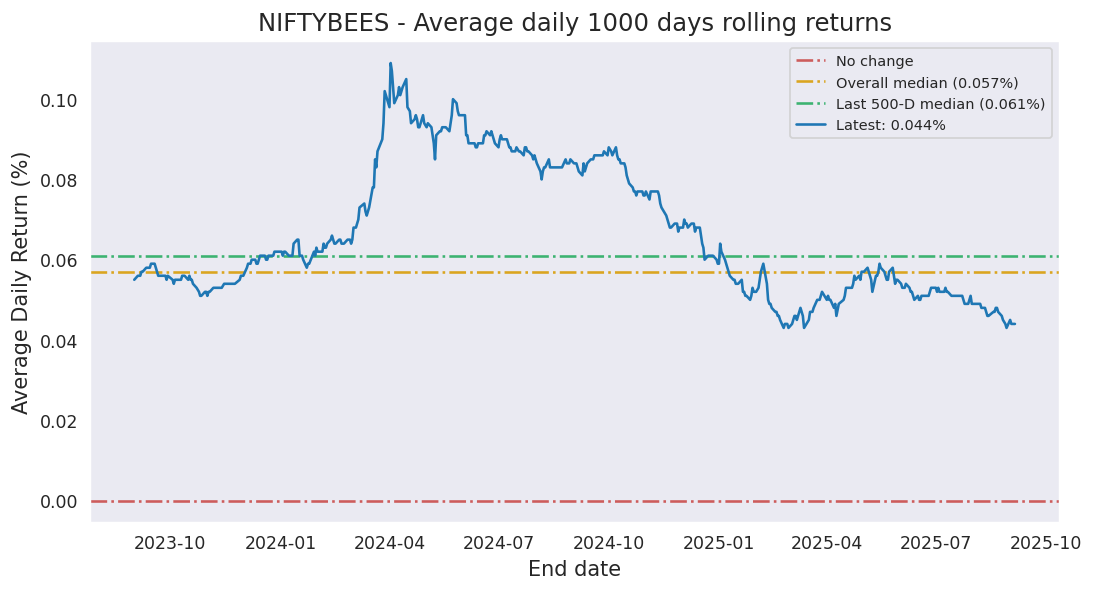 NIFTYBEES - Average daily 1000 days rolling returns
No change
Overall median (0.057%)
Last 500-D median (0.061%)
Latest: 0.044%
Average Daily Return (%)
0.10
0.08
0.06
0.04
0.02
0.00
2023-10 2024-01 2024-04 2024-07 2024-10 2025-01 2025-04 2025-07 2025-10
End date